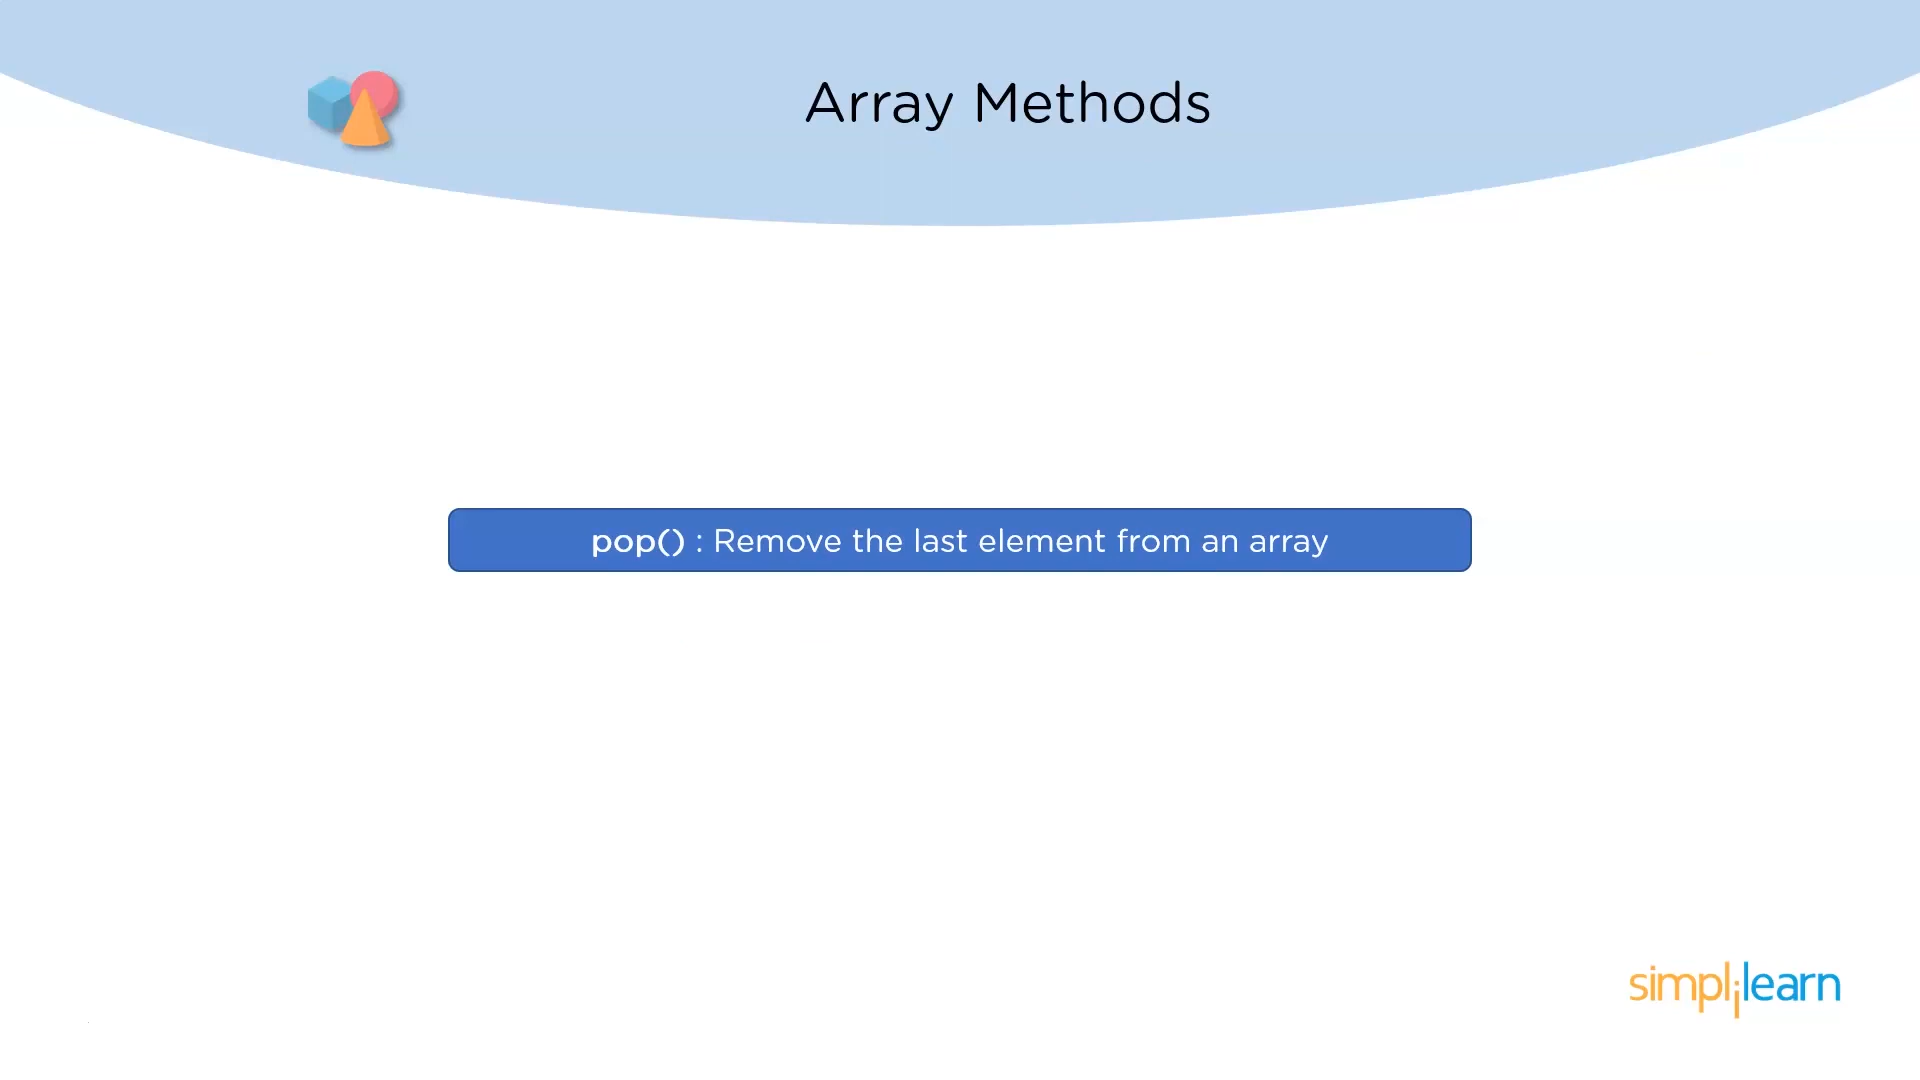 Array Methods
pop() : Remove the last element from an array
simplilearn